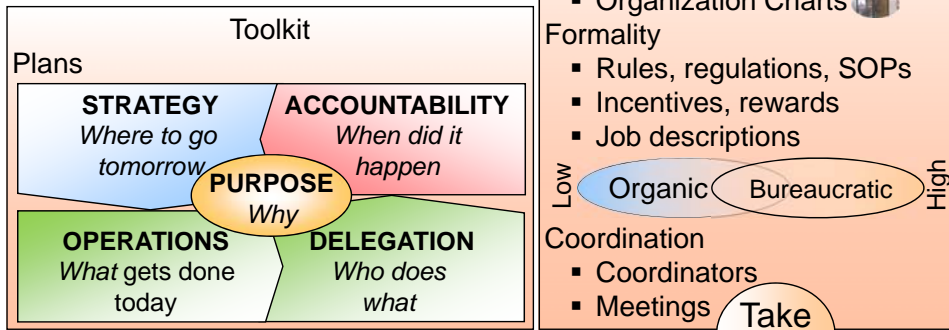 Toolkit
Plans
STRATEGY
Where to go
tomorrow
ACCOUNTABILITY
When did it
happen
PURPOSE
Why
OPERATIONS
What gets done
today
DELEGATION
Who does
what
▪ Organization Charts
Formality
▪ Rules, regulations, SOPs
▪ Incentives, rewards
▪ Job descriptions
Low
Organic
Bureaucratic
High
Coordination
▪ Coordinators
▪ Meetings
Take